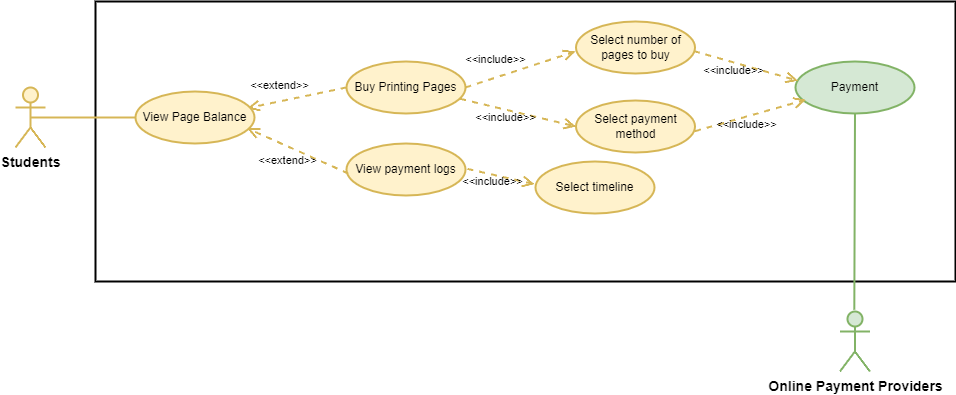 Select number of
pages to buy
<<include>>
<<include>>
<<extend>>
Buy Printing Pages
Payment
View Page Balance
<<include>>
Select payment
method
<<include>>
Students
<<extend>>
View payment logs
<<include>>
Select timeline
Online Payment Providers